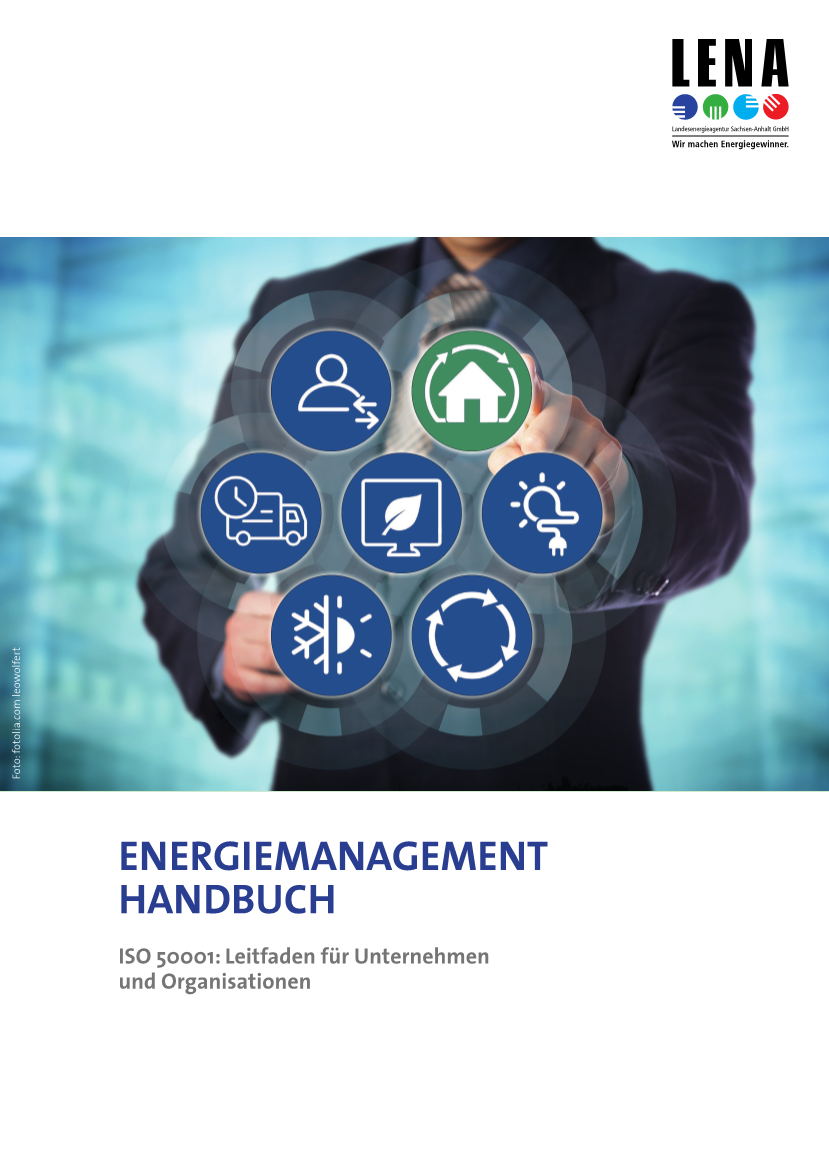 LENA
Landesenergieagentur Sachsen-Anhalt GmbH
Wir machen Energiegewinner.
Foto: fotolia.com leowolfert
ENERGIEMANAGEMENT
HANDBUCH
ISO 50001: Leitfaden für Unternehmen
und Organisationen